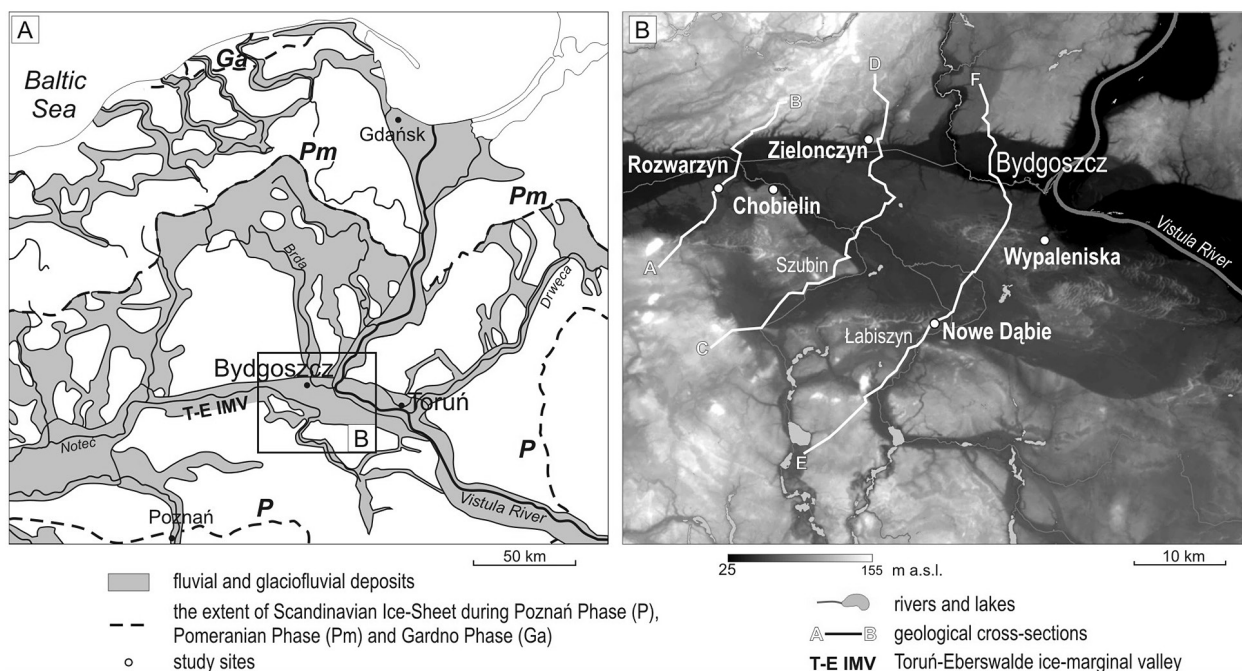 A
Baltic
Sea
Ga
Gdańsk
Pm
Pm
Brda
Drwęca
Bydgoszcz
T-E IMV
Toruń
B
P
Noteć
Poznań
P
Vistula River
50 km
B
D
F
B
Zielonczyn
Rozwarzyn
Bydgoszcz
Chobielin
Vistula River
Wypaleniska
A
Szubin
C
Łabiszyn
Nowe Dąbie
E
25
155
m a.s.l.
10 km
fluvial and glaciofluvial deposits
the extent of Scandinavian Ice-Sheet during Poznań Phase (P),
Pomeranian Phase (Pm) and Gardno Phase (Ga)
study sites
rivers and lakes
A B geological cross-sections
T-E IMV Toruń-Eberswalde ice-marginal valley